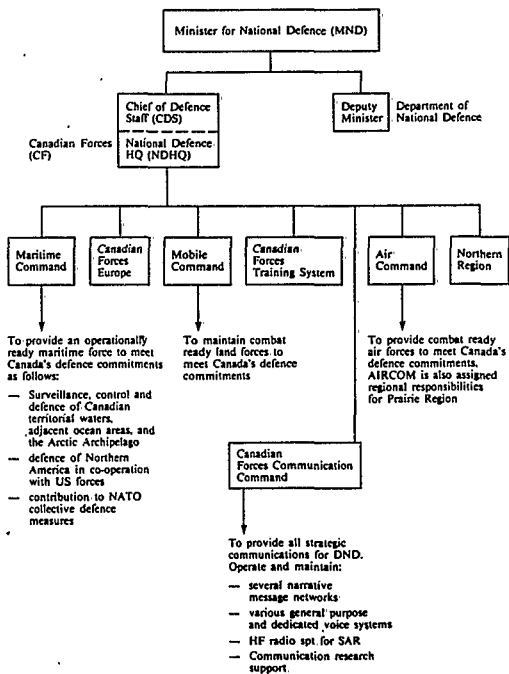 Minister for National Defence (MND)
Chief of Defence
Staff (CDS)
Canadian Forces
(CF)
National Defence
HQ (NDHQ)
Deputy
Minister
Department of
National Defence
Maritime
Command
Canadian
Forces
Europe
Mobile
Command
Canadian
Forces
Training System
Air
Command
Northern
Region
To provide an operationally
ready maritime force to meet
Canada's defence commitments
as follows:
— Surveillance, control and
defence of Canadian
territorial waters,
adjacent ocean areas, and
the Arctic Archipelago
— defence of Northern
America in co-operation
with US forces
— contribution to NATO
collective defence
measures
To maintain combat
ready land forces to
meet Canada's defence
commitments
To provide combat ready
air forces to meet Canada's
defence commitments,
AIRCOM is also assigned
regional responsibilities
for Prairie Region
Canadian
Forces Communication
Command
To provide all strategic
communications for DND.
Operate and maintain:
— several narrative
message networks
— various general purpose
and dedicated voice systems
— HF radio spt. for SAR
— Communication research
support.